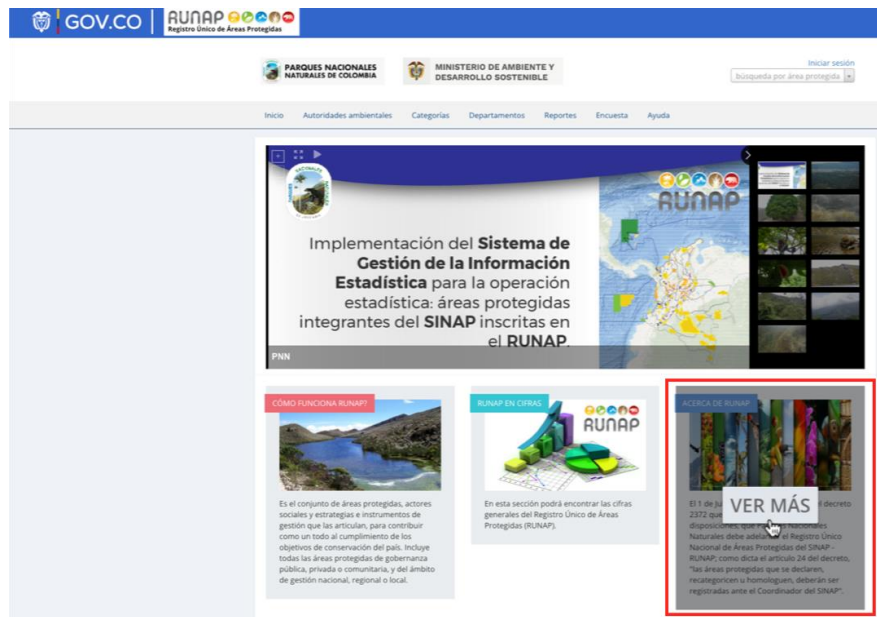 GOV.CO
RUNAP
Registro Único de Áreas Protegidas
PARQUES NACIONALES
NATURALES DE COLOMBIA
MINISTERIO DE AMBIENTE Y
DESARROLLO SOSTENIBLE
Iniciar sesión
búsqueda por área protegida
Inicio Autoridades ambientales Categorías Departamentos Reportes Encuesta Ayuda
RUNAP
Implementación del Sistema de
Gestión de la Información
Estadística para la operación
estadística: áreas protegidas
integrantes del SINAP inscritas en
el RUNAP.
PNN
CÓMO FUNCIONA RUNAP?
Es el conjunto de áreas protegidas, actores
sociales y estrategias e instrumentos de
gestión que las articulan, para contribuir
como un todo al cumplimiento de los
objetivos de conservación del país. Incluye
todas las áreas protegidas de gobernanza
pública, privada o comunitaria, y del ámbito
de gestión nacional, regional o local.
RUNAP EN CIFRAS
RUNAP
En esta sección podrá encontrar las cifras
generales del Registro Único de Áreas
Protegidas (RUNAP).
ACERCA DE RUNAP
VER MÁS
El 1 de decreto
2372
disposiciones, que Nacionales
Naturales debe el Registro Único
Nacional de Áreas Protegidas del SINAP -
RUNAP; como dicta el artículo 24 del decreto,
"las áreas protegidas que se declaren,
recategoricen u homologuen, deberán ser
registradas ante el Coordinador del SINAP".